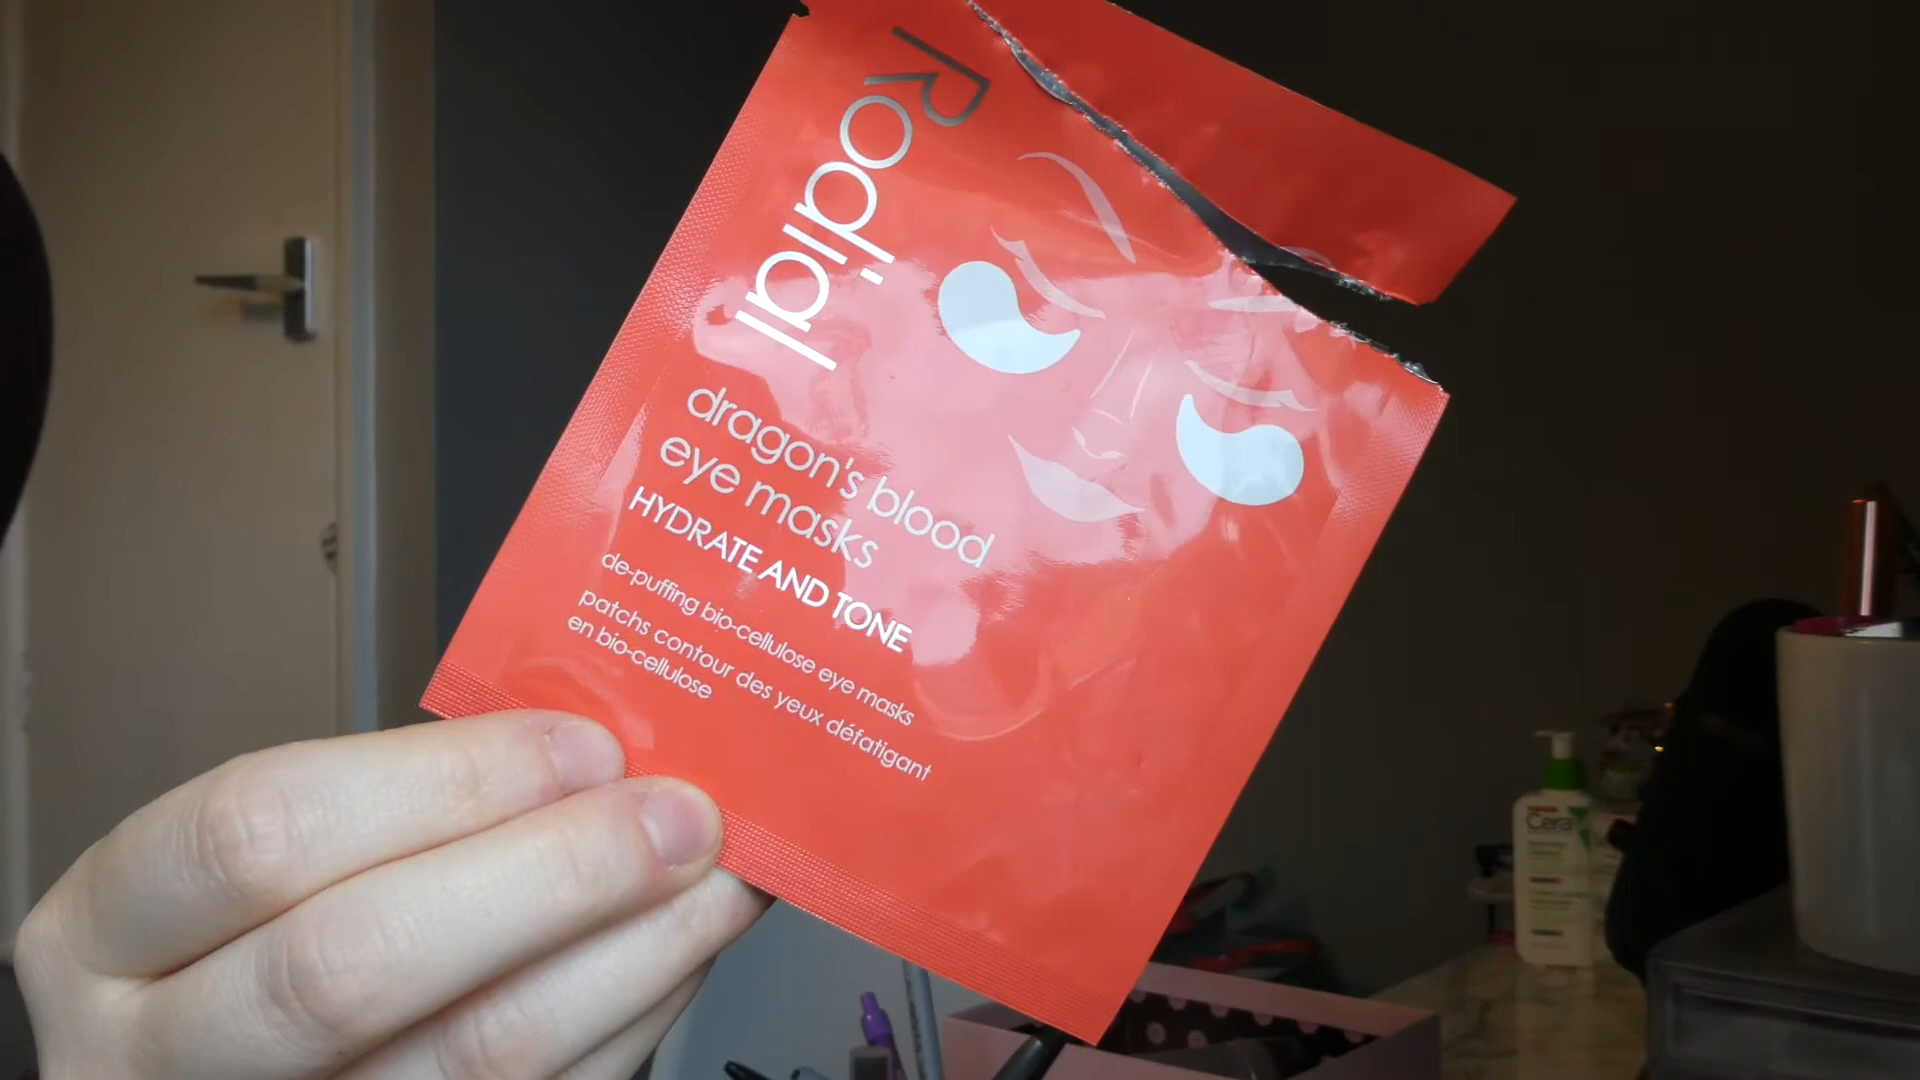 Rodial
dragon's blood
eye masks
HYDRATE AND TONE
de-puffing bio-cellulose eye masks
patchs contour des yeux défatigant
en bio-cellulose
Cera